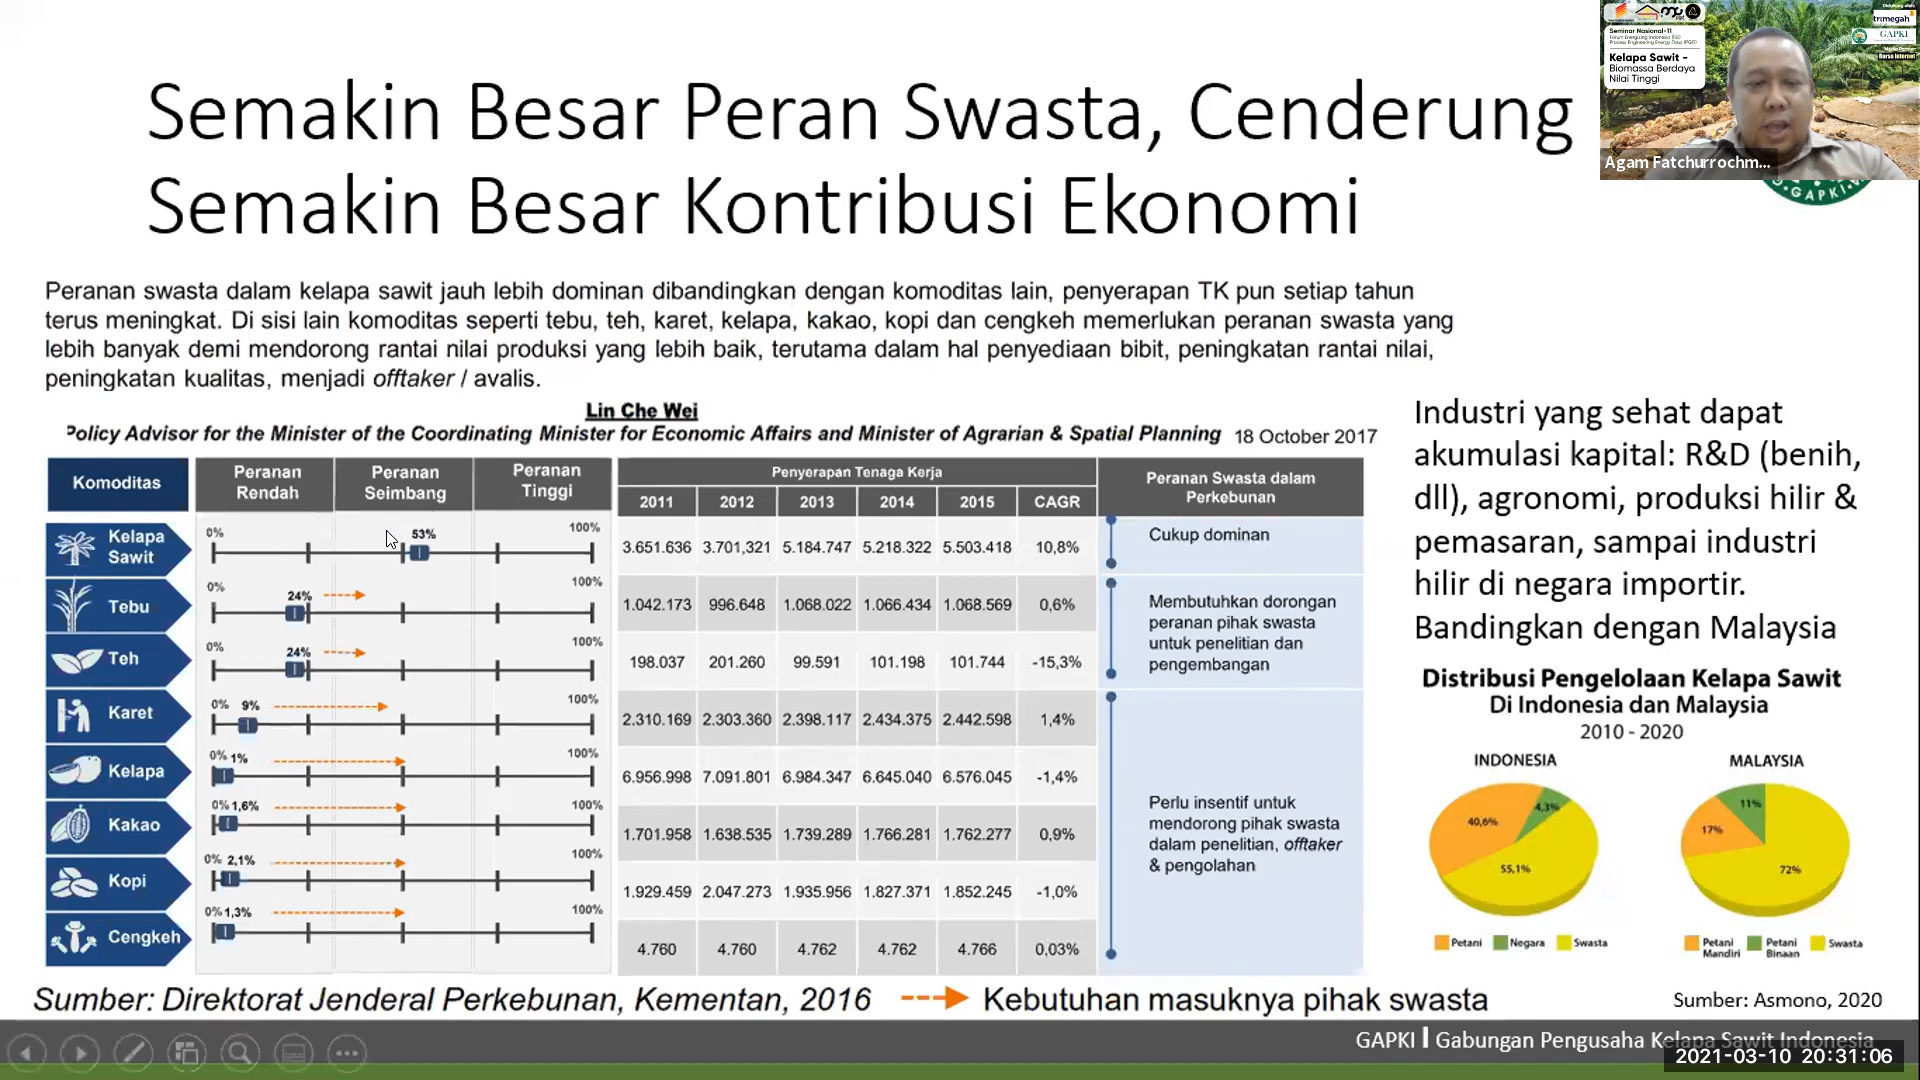 Semakin Besar Peran Swasta, Cenderung
Semakin Besar Kontribusi Ekonomi
Seminar Nasional-11
Kelapa Sawit -
Biomassa Berdaya
Nilai Tinggi
trimegah
GAPKI
Agam Fatchurrochm...
GAPKI
Peranan swasta dalam kelapa sawit jauh lebih dominan dibandingkan dengan komoditas lain, penyerapan TK pun setiap tahun
terus meningkat. Di sisi lain komoditas seperti tebu, teh, karet, kelapa, kakao, kopi dan cengkeh memerlukan peranan swasta yang
lebih banyak demi mendorong rantai nilai produksi yang lebih baik, terutama dalam hal penyediaan bibit, peningkatan rantai nilai,
peningkatan kualitas, menjadi offtaker / avalis.
Lin Che Wei
Policy Advisor for the Minister of the Coordinating Minister for Economic Affairs and Minister of Agrarian & Spatial Planning 18 October 2017
Komoditas
Peranan Rendah
Peranan Seimbang
Peranan Tinggi
Penyerapan Tenaga Kerja
2011 2012 2013 2014 2015 CAGR
Peranan Swasta dalam
Perkebunan
Kelapa Sawit 0% 53% 100% 3.651.636 3.701,321 5.184.747 5.218.322 5.503.418 10,8%
Tebu 0% 24% 100% 1.042.173 996.648 1.068.022 1.066.434 1.068.569 0,6%
Teh 0% 24% 100% 198.037 201.260 99.591 101.198 101.744 -15,3%
Karet 0% 9% 100% 2.310.169 2.303.360 2.398.117 2.434.375 2.442.598 1,4%
Kelapa 0% 1% 100% 6.956.998 7.091.801 6.984.347 6.645.040 6.576.045 -1,4%
Kakao 0% 1,6% 100% 1.701.958 1.638.535 1.739.289 1.766.281 1.762.277 0,9%
Kopi 0% 2,1% 100% 1.929.459 2.047.273 1.935.956 1.827.371 1.852.245 -1,0%
Cengkeh 0% 1,3% 100% 4.760 4.760 4.762 4.762 4.766 0,03%
Cukup dominan
Membutuhkan dorongan
peranan pihak swasta
untuk penelitian dan
pengembangan
Perlu insentif untuk
mendorong pihak swasta
dalam penelitian, offtaker
& pengolahan
Industri yang sehat dapat
akumulasi kapital: R&D (benih,
dll), agronomi, produksi hilir &
pemasaran, sampai industri
hilir di negara importir.
Bandingkan dengan Malaysia
Distribusi Pengelolaan Kelapa Sawit
Di Indonesia dan Malaysia
2010 - 2020
INDONESIA
40,6%
4,3%
55,1%
Petani Negara Swasta
MALAYSIA
17%
11%
72%
Petani Mandiri Petani Binaan Swasta
Sumber: Direktorat Jenderal Perkebunan, Kementan, 2016
Kebutuhan masuknya pihak swasta
Sumber: Asmono, 2020
GAPKI | Gabungan Pengusaha Kelapa Sawit Indonesia
2021-03-10 20:31:06